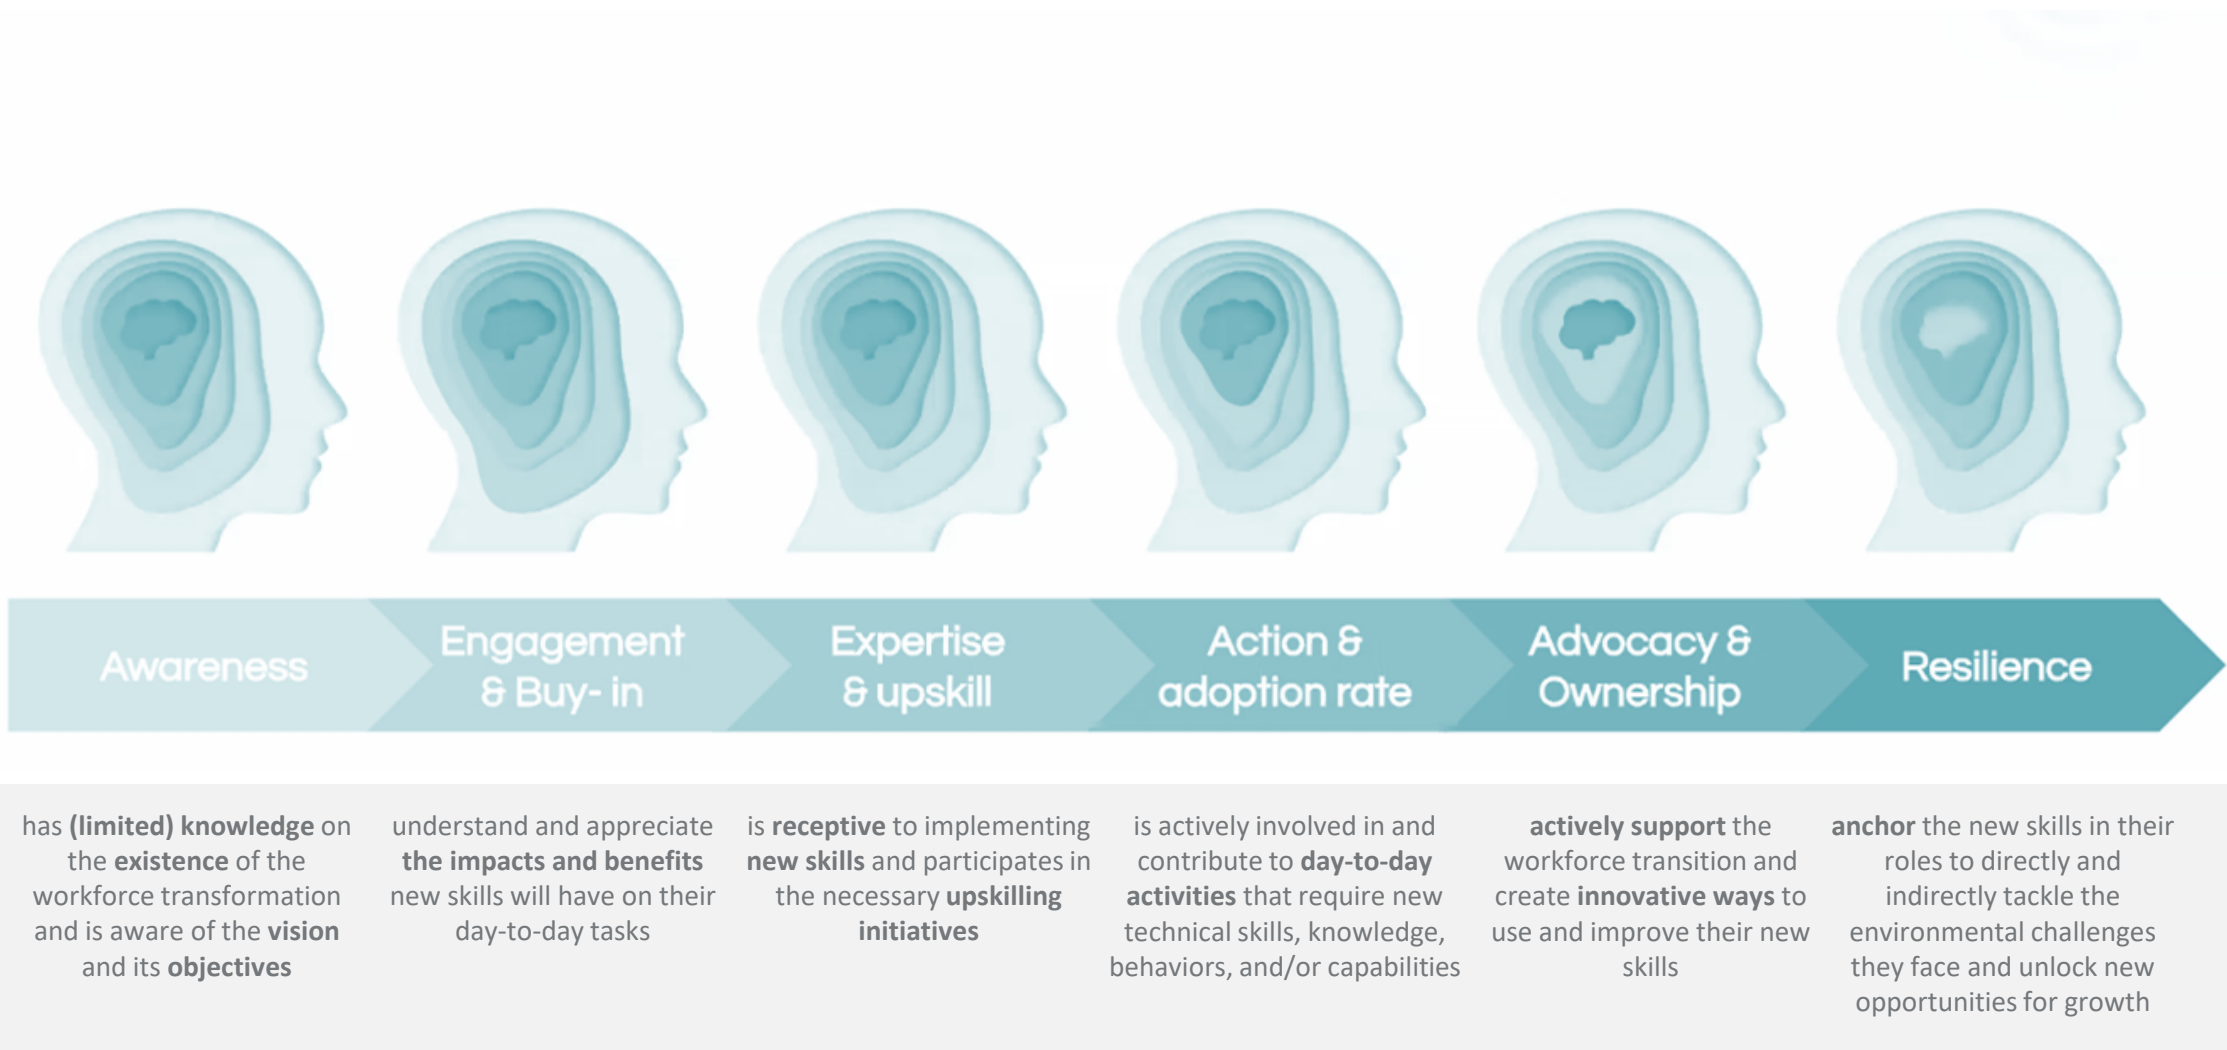 Awareness
Engagement
& Buy- in
Expertise
& upskill
Action &
adoption rate
Advocacy &
Ownership
Resilience
has (limited) knowledge on
the existence of the
workforce transformation
and is aware of the vision
and its objectives
understand and appreciate
the impacts and benefits
new skills will have on their
day-to-day tasks
is receptive to implementing
new skills and participates in
the necessary upskilling
initiatives
is actively involved in and
contribute to day-to-day
activities that require new
technical skills, knowledge,
behaviors, and/or capabilities
actively support the
workforce transition and
create innovative ways to
use and improve their new
skills
anchor the new skills in their
roles to directly and
indirectly tackle the
environmental challenges
they face and unlock new
opportunities for growth